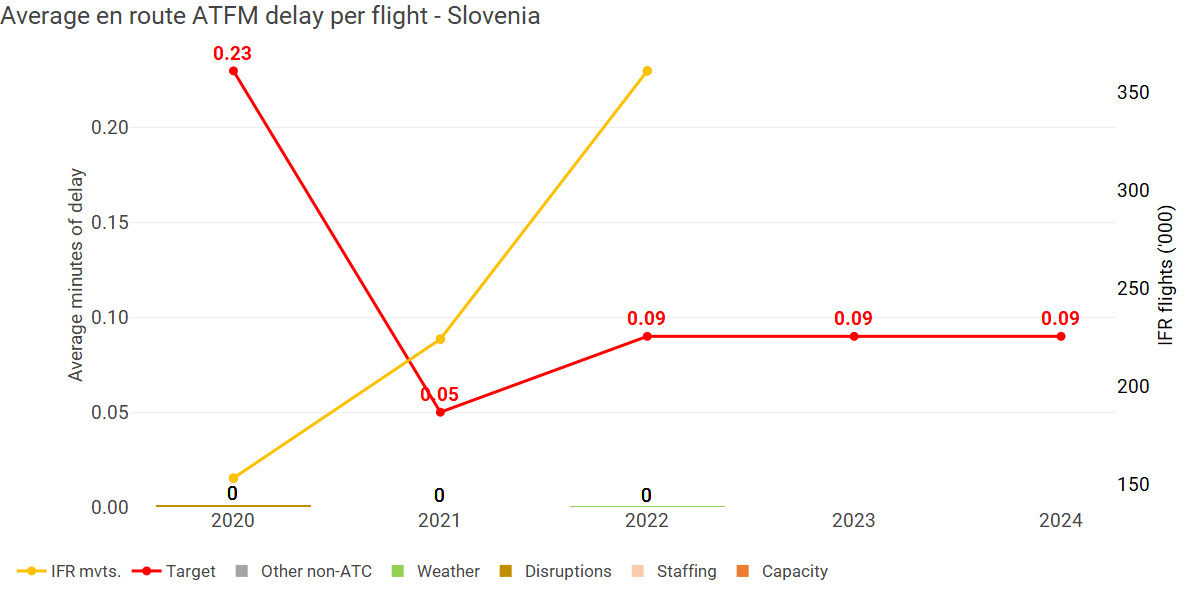 Average en route ATFM delay per flight - Slovenia
0.23
350
0.20
300
0.15
Average minutes of delay
250
IFR flights ('000)
0.10
0.09
0.09
0.09
200
0.05
0.05
150
0
0
0
0.00
2020
2021
2022
2023
2024
IFR mvts.
Target
Other non-ATC
Weather
Disruptions
Staffing
Capacity